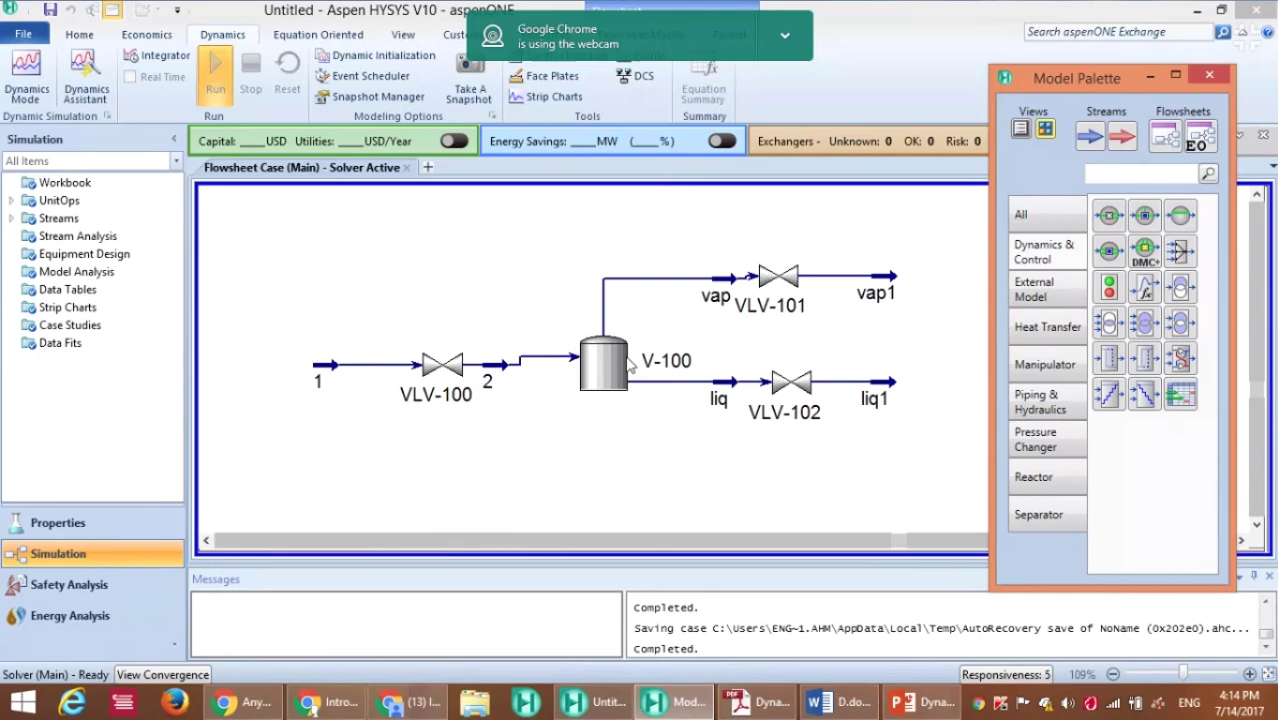 Untitled - Aspen HYSYS V10 - aspenONE
Google Chrome
is using the webcam
File
Home
Economics
Dynamics
Equation Oriented
View
Search aspenONE Exchange
Dynamics
Mode
Dynamics
Assistant
Dynamic Simulation
Integrator
Real Time
Run
Stop
Reset
Run
Dynamic Initialization
Event Scheduler
Snapshot Manager
Modeling Options
Take A
Snapshot
Face Plates
DCS
Strip Charts
Tools
Equation
Summary
Summary
Simulation
All Items
Workbook
UnitOps
Streams
Stream Analysis
Equipment Design
Model Analysis
Data Tables
Strip Charts
Case Studies
Data Fits
Properties
Simulation
Safety Analysis
Energy Analysis
Capital: ____USD Utilities: ____USD/Year
Energy Savings: ____MW (____%)
Exchangers - Unknown: 0 OK: 0 Risk: 0
Flowsheet Case (Main) - Solver Active
1
VLV-100
2
V-100
vap
VLV-101
vap1
liq
VLV-102
liq1
Model Palette
Views
Streams
Flowsheets
EO
All
Dynamics &
Control
External
Model
Heat Transfer
Manipulator
Piping &
Hydraulics
Pressure
Changer
Reactor
Separator
DMC+
Messages
Completed.
Saving case C:\Users\ENG~1.AHM\AppData\Local\Temp\AutoRecovery save of NoName (0x202e0).ahc...
Completed.
Solver (Main) - Ready
View Convergence
Responsiveness: 5
109%
Any...
Intro...
(13) I...
Untit...
Mod...
Dyna...
D.do...
Dyna...
ENG
4:14 PM
7/14/2017